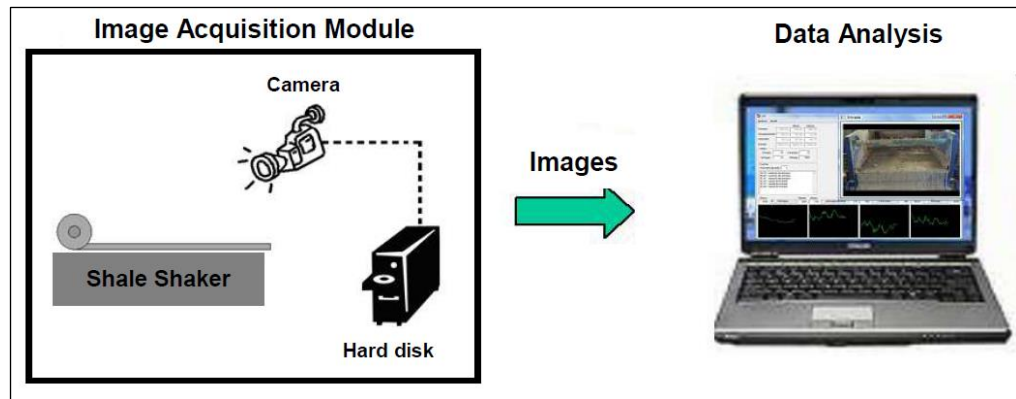 Image Acquisition Module
Data Analysis
Camera
Images
Shale Shaker
Hard disk